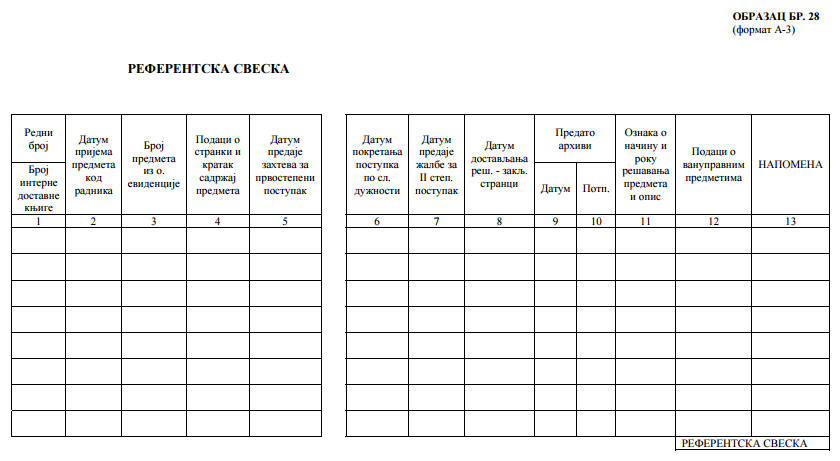 ОБРАЗАЦ БР. 28
(формат А-3)
РЕФЕРЕНТСКА СВЕСКА
Редни
број
Број
интерне
доставне
књиге
Датум
пријема
предмета
код
радника
Број
предмета
из о.
евиденције
Подаци о
странки и
кратак
садржај
предмета
Датум
предаје
захтева за
првостепени
поступак
Датум
покретања
поступка
по сл.
дужности
Датум
предаје
жалбе за
II степ.
поступак
Датум
достављања
реш. - закљ.
странци
Предато
архиви
Датум
Потп.
Ознака о
начину и
року
решавања
предмета
и опис
Подаци о
вануправним
предметима
НАПОМЕНА
1 2 3 4 5 6 7 8 9 10 11 12 13
РЕФЕРЕНТСКА СВЕСКА